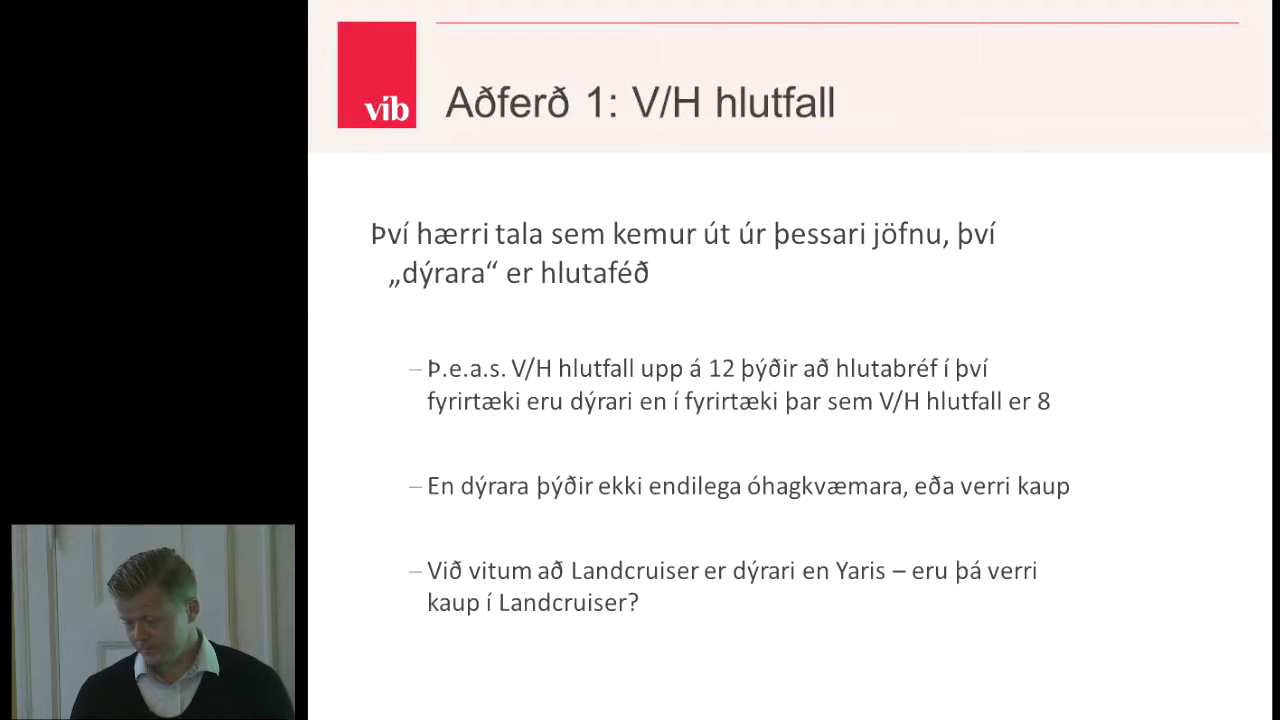 víb
Aðferð 1: V/H hlutfall
Því hærri tala sem kemur út úr þessari jöfnu, því
„dýrara“ er hlutaféð
– Þ.e.a.s. V/H hlutfall upp á 12 þýðir að hlutabréf í því
fyrirtæki eru dýrari en í fyrirtæki þar sem V/H hlutfall er 8
– En dýrara þýðir ekki endilega óhagkvæmara, eða verri kaup
– Við vitum að Landcruiser er dýrari en Yaris – eru þá verri
kaup í Landcruiser?